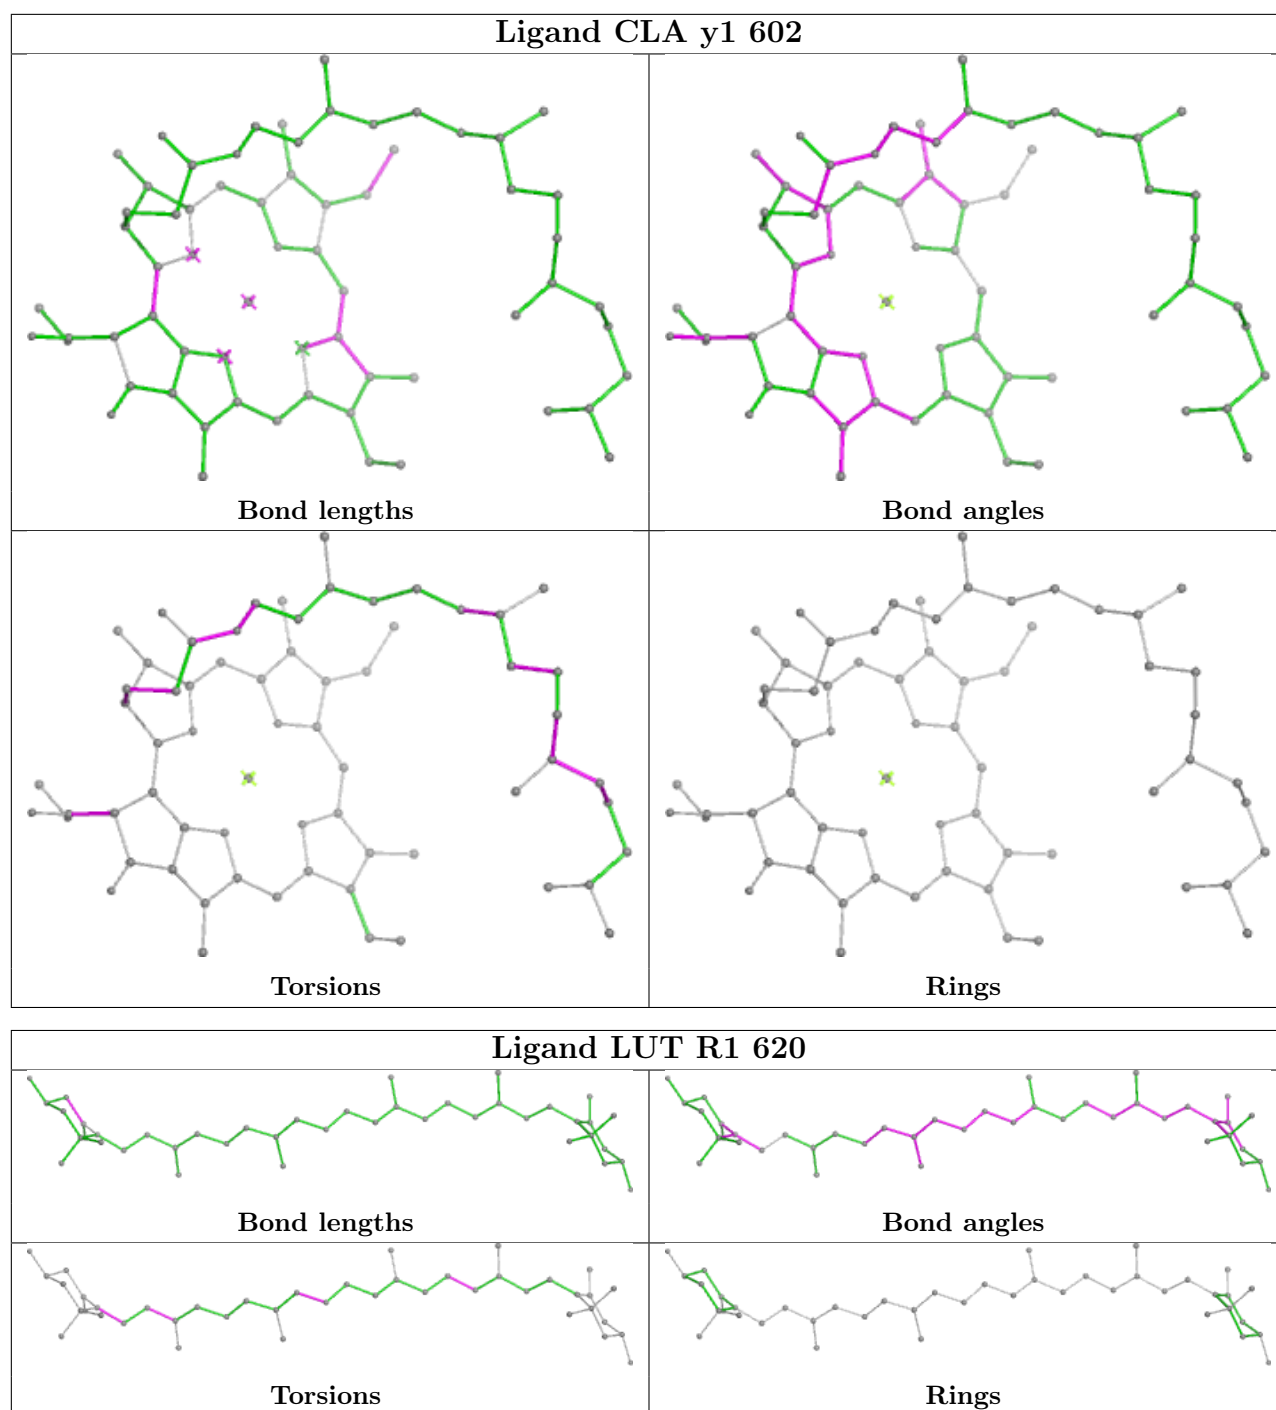 Ligand CLA y1 602
Bond lengths
Bond angles
Torsions
Rings
Ligand LUT R1 620
Bond lengths
Bond angles
Torsions
Rings